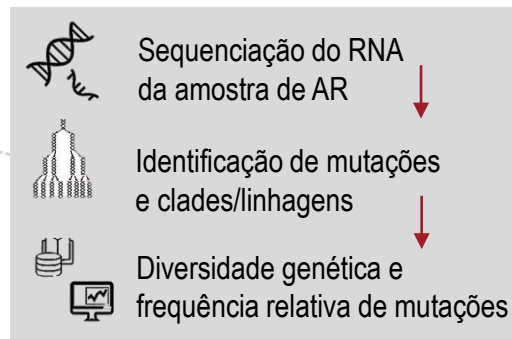 Sequenciação do RNA
da amostra de AR
Identificação de mutações
e clades/linhagens
Diversidade genética e
frequência relativa de mutações